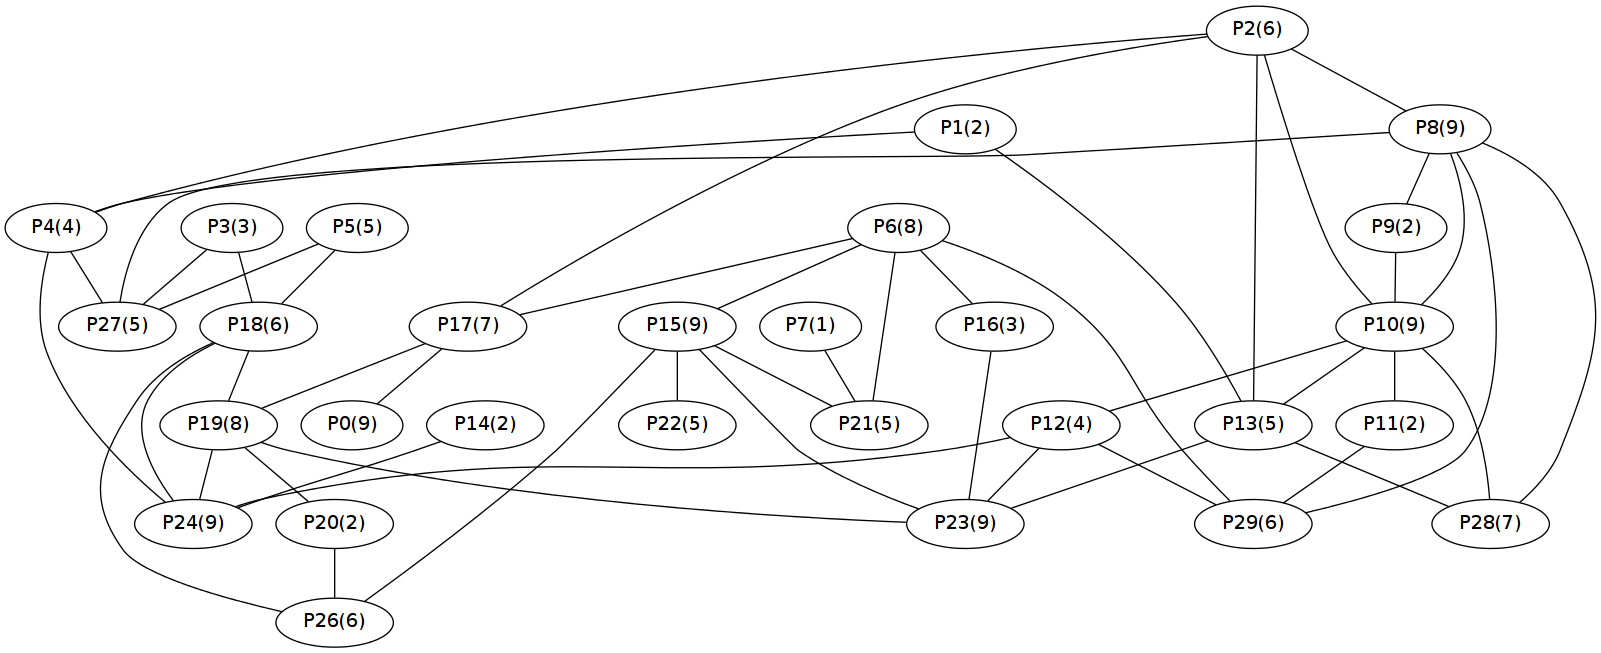 P2(6)
P1(2)
P8(9)
P4(4)
P3(3)
P5(5)
P6(8)
P9(2)
P27(5)
P18(6)
P17(7)
P15(9)
P7(1)
P16(3)
P10(9)
P19(8)
P0(9)
P14(2)
P22(5)
P21(5)
P12(4)
P13(5)
P11(2)
P24(9)
P20(2)
P23(9)
P29(6)
P28(7)
P26(6)